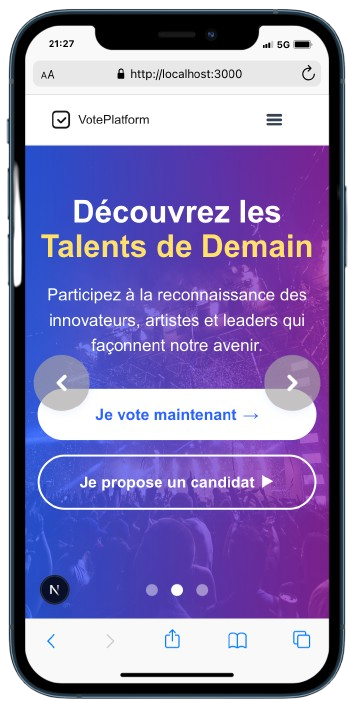 21:27
5G
AA
http://localhost:3000
VotePlatform
Découvrez les
Talents de Demain
Participez à la reconnaissance des
innovateurs, artistes et leaders qui
façonnent notre avenir.
Je vote maintenant →
Je propose un candidat ▶
N